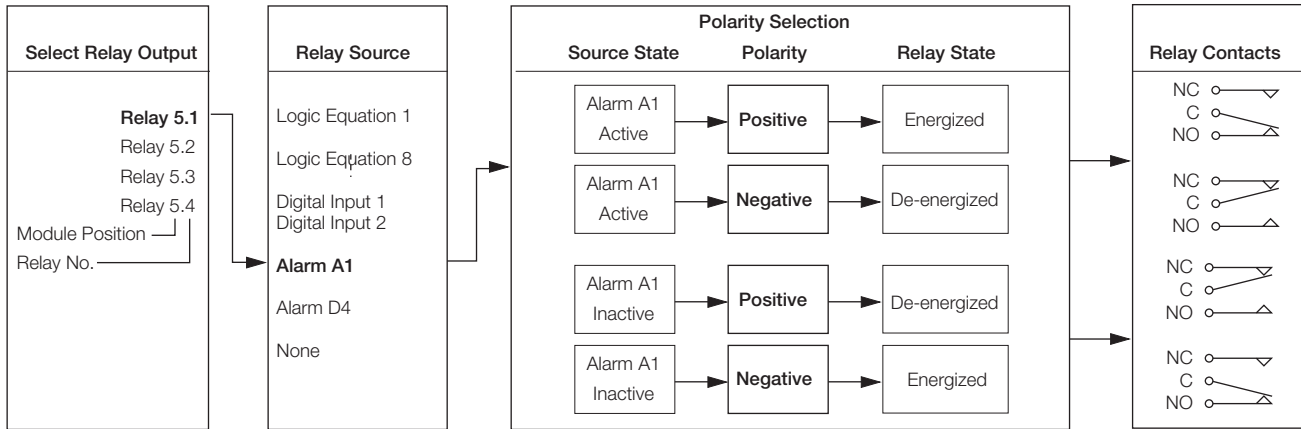 Select Relay Output
Relay 5.1
Relay 5.2
Relay 5.3
Relay 5.4
Module Position
Relay No.
Relay Source
Logic Equation 1
Logic Equation 8
Digital Input 1
Digital Input 2
Alarm A1
Alarm D4
None
Polarity Selection
Source State Polarity Relay State
Alarm A1
Active
Positive
Energized
Alarm A1
Active
Negative
De-energized
Alarm A1
Inactive
Positive
De-energized
Alarm A1
Inactive
Negative
Energized
Relay Contacts
NC
C
NO
NC
C
NO
NC
C
NO
NC
C
NO